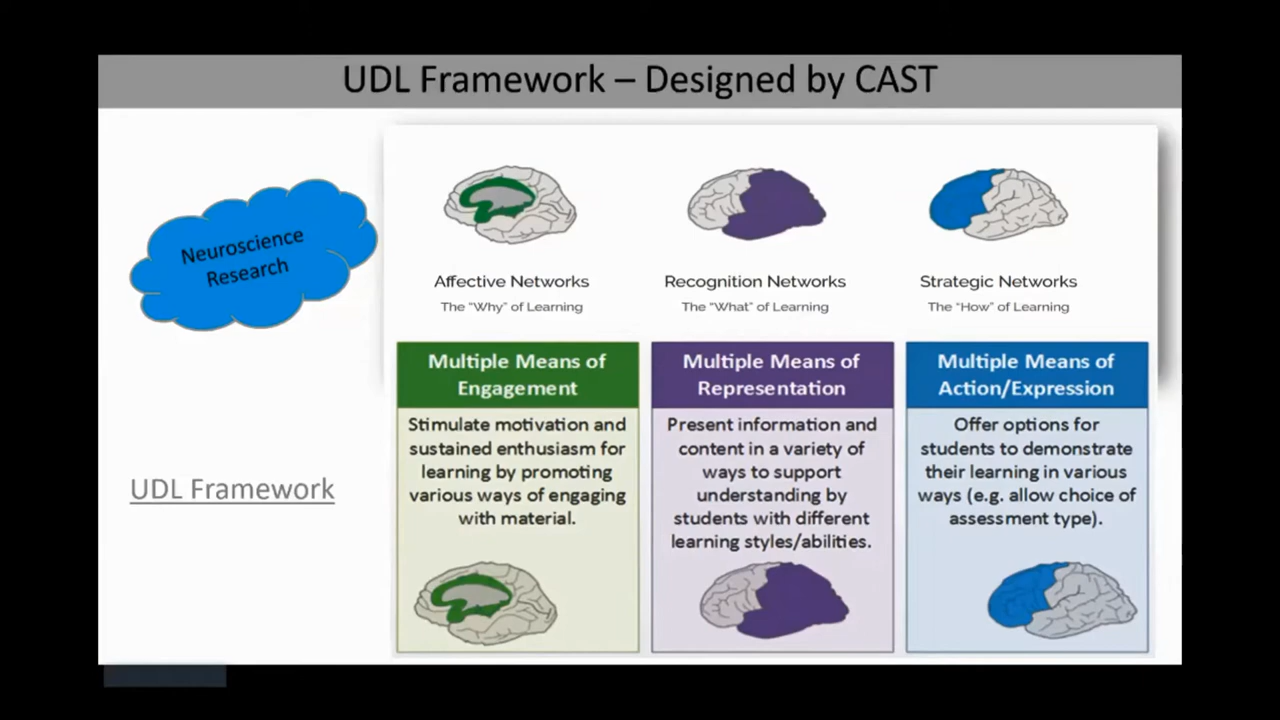 UDL Framework – Designed by CAST
Neuroscience
Research
UDL Framework
Affective Networks
The “Why” of Learning
Recognition Networks
The “What” of Learning
Strategic Networks
The “How” of Learning
Multiple Means of
Engagement
Stimulate motivation and
sustained enthusiasm for
learning by promoting
various ways of engaging
with material.
Multiple Means of
Representation
Present information and
content in a variety of
ways to support
understanding by
students with different
learning styles/abilities.
Multiple Means of
Action/Expression
Offer options for
students to demonstrate
their learning in various
ways (e.g. allow choice of
assessment type).